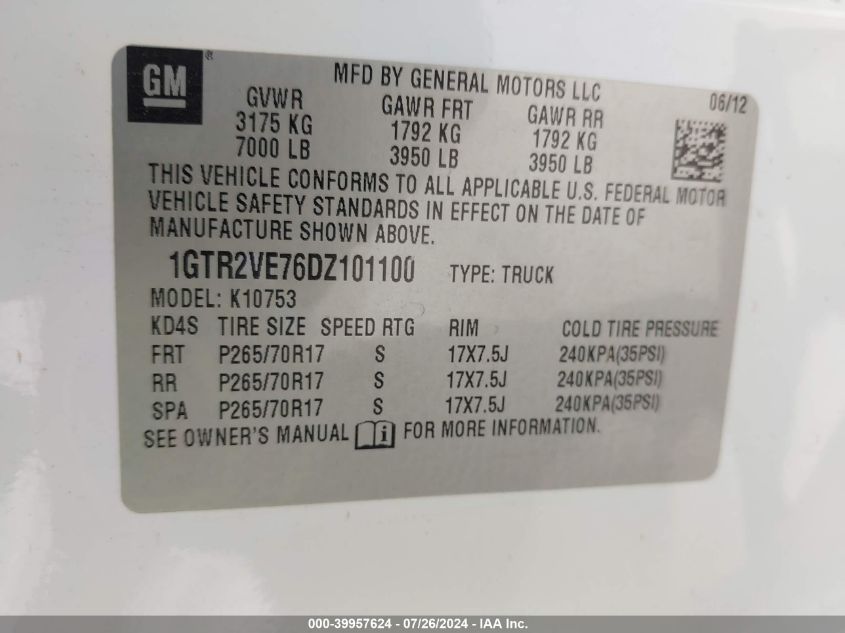 GM®
MFD BY GENERAL MOTORS LLC
06/12
GVWR GAWR FRT GAWR RR
3175 KG 1792 KG 1792 KG
7000 LB 3950 LB 3950 LB
THIS VEHICLE CONFORMS TO ALL APPLICABLE U.S. FEDERAL MOTOR
VEHICLE SAFETY STANDARDS IN EFFECT ON THE DATE OF
MANUFACTURE SHOWN ABOVE.
1GTR2VE76DZ101100 TYPE: TRUCK
MODEL: K10753
KD4S TIRE SIZE SPEED RTG RIM COLD TIRE PRESSURE
FRT P265/70R17 S 17X7.5J 240KPA(35PSI)
RR P265/70R17 S 17X7.5J 240KPA(35PSI)
SPA P265/70R17 S 17X7.5J 240KPA(35PSI)
SEE OWNER'S MANUAL i FOR MORE INFORMATION.
000-39957624 - 07/26/2024 - IAA Inc.